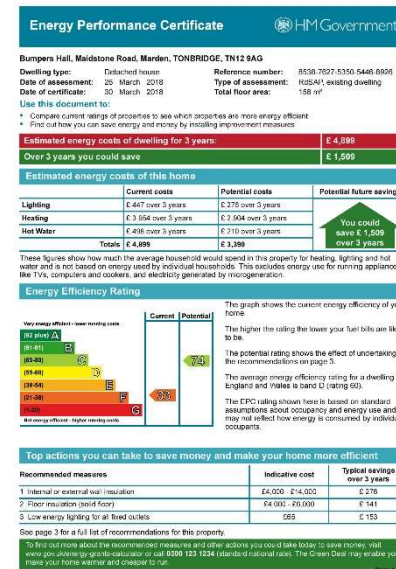 Energy Performance Certificate
HM Government
Bumpers Hall, Maidstone Road, Marden, TONBRIDGE, TN12 9AG
Dwelling type: Detached house
Reference number: 8538-7627-5350-5446-8926
Date of assessment: 26 March 2018
Type of assessment: RdSAP, existing dwelling
Date of certificate: 30 March 2018
Total floor area: 158 m²
Use this document to:
• Compare current ratings of properties to see which properties are more energy efficient
• Find out how you can save energy and money by installing improvement measures
Estimated energy costs of dwelling for 3 years: £ 4,899
Over 3 years you could save £ 1,509
Estimated energy costs of this home
Current costs Potential costs Potential future saving
Lighting £ 447 over 3 years £ 276 over 3 years
Heating £ 3,954 over 3 years £ 2,904 over 3 years
Hot Water £ 498 over 3 years £ 210 over 3 years
Totals £ 4,899 £ 3,390
You could
save £ 1,509
over 3 years
These figures show how much the average household would spend in this property for heating, lighting and hot
water and is not based on energy used by individual households. This excludes energy use for running appliance
like TVs, computers and cookers, and electricity generated by microgeneration.
Energy Efficiency Rating
Current Potential
Very energy efficient - lower running costs
(92 plus) A
(81-91) B
(69-80) C
(55-68) D
(39-54) E
(21-38) F
(1-20) G
Not energy efficient - higher running costs
33
74
The graph shows the current energy efficiency of yo
home.
The higher the rating the lower your fuel bills are lik
to be.
The potential rating shows the effect of undertaking
the recommendations on page 3.
The average energy efficiency rating for a dwelling
England and Wales is band D (rating 60).
The EPC rating shown here is based on standard
assumptions about occupancy and energy use and
may not reflect how energy is consumed by individu
occupants.
Top actions you can take to save money and make your home more efficient
Recommended measures Indicative cost Typical savings
over 3 years
1 Internal or external wall insulation £4,000 - £14,000 £ 276
2 Floor insulation (solid floor) £4,000 - £6,000 £ 141
3 Low energy lighting for all fixed outlets £65 £ 153
See page 3 for a full list of recommendations for this property.
To find out more about the recommended measures and other actions you could take today to save money, visit
www.gov.uk/energy-grants-calculator or call 0300 123 1234 (standard national rate). The Green Deal may enable yo
make your home warmer and cheaper to run.